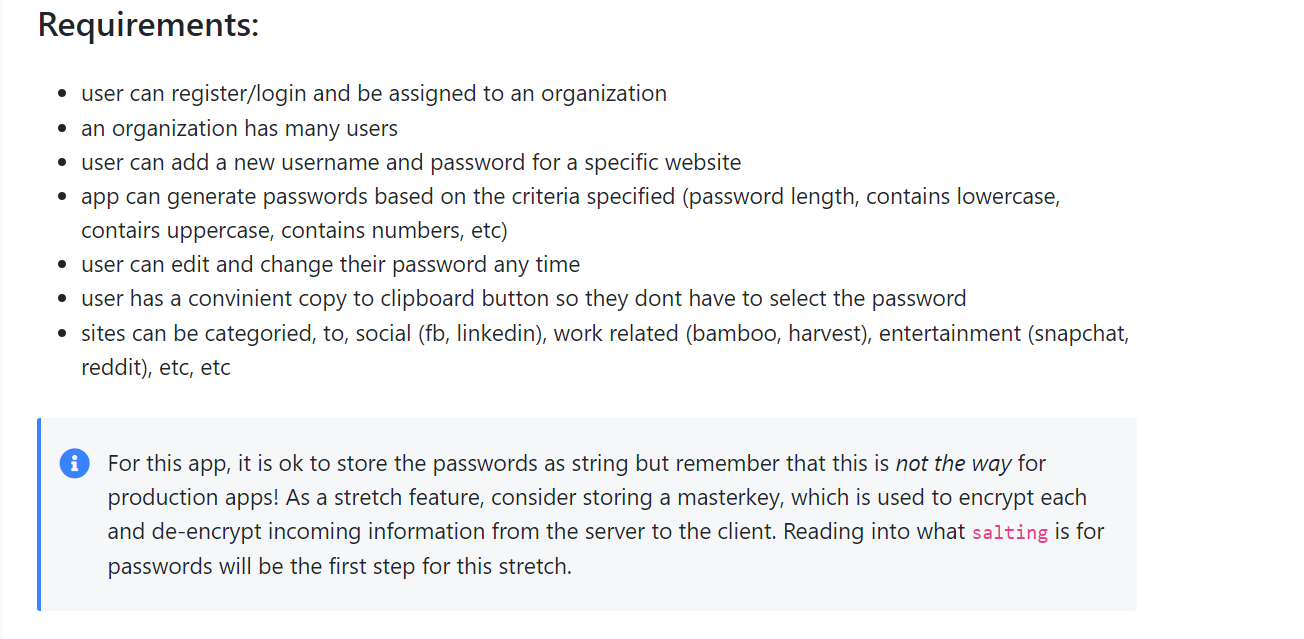 Requirements:
user can register/login and be assigned to an organization
an organization has many users
user can add a new username and password for a specific website
app can generate passwords based on the criteria specified (password length, contains lowercase,
contairs uppercase, contains numbers, etc)
user can edit and change their password any time
user has a convinient copy to clipboard button so they dont have to select the password
sites can be categoried, to, social (fb, linkedin), work related (bamboo, harvest), entertainment (snapchat,
reddit), etc, etc
For this app, it is ok to store the passwords as string but remember that this is not the way for
production apps! As a stretch feature, consider storing a masterkey, which is used to encrypt each
and de-encrypt incoming information from the server to the client. Reading into what salting is for
passwords will be the first step for this stretch.